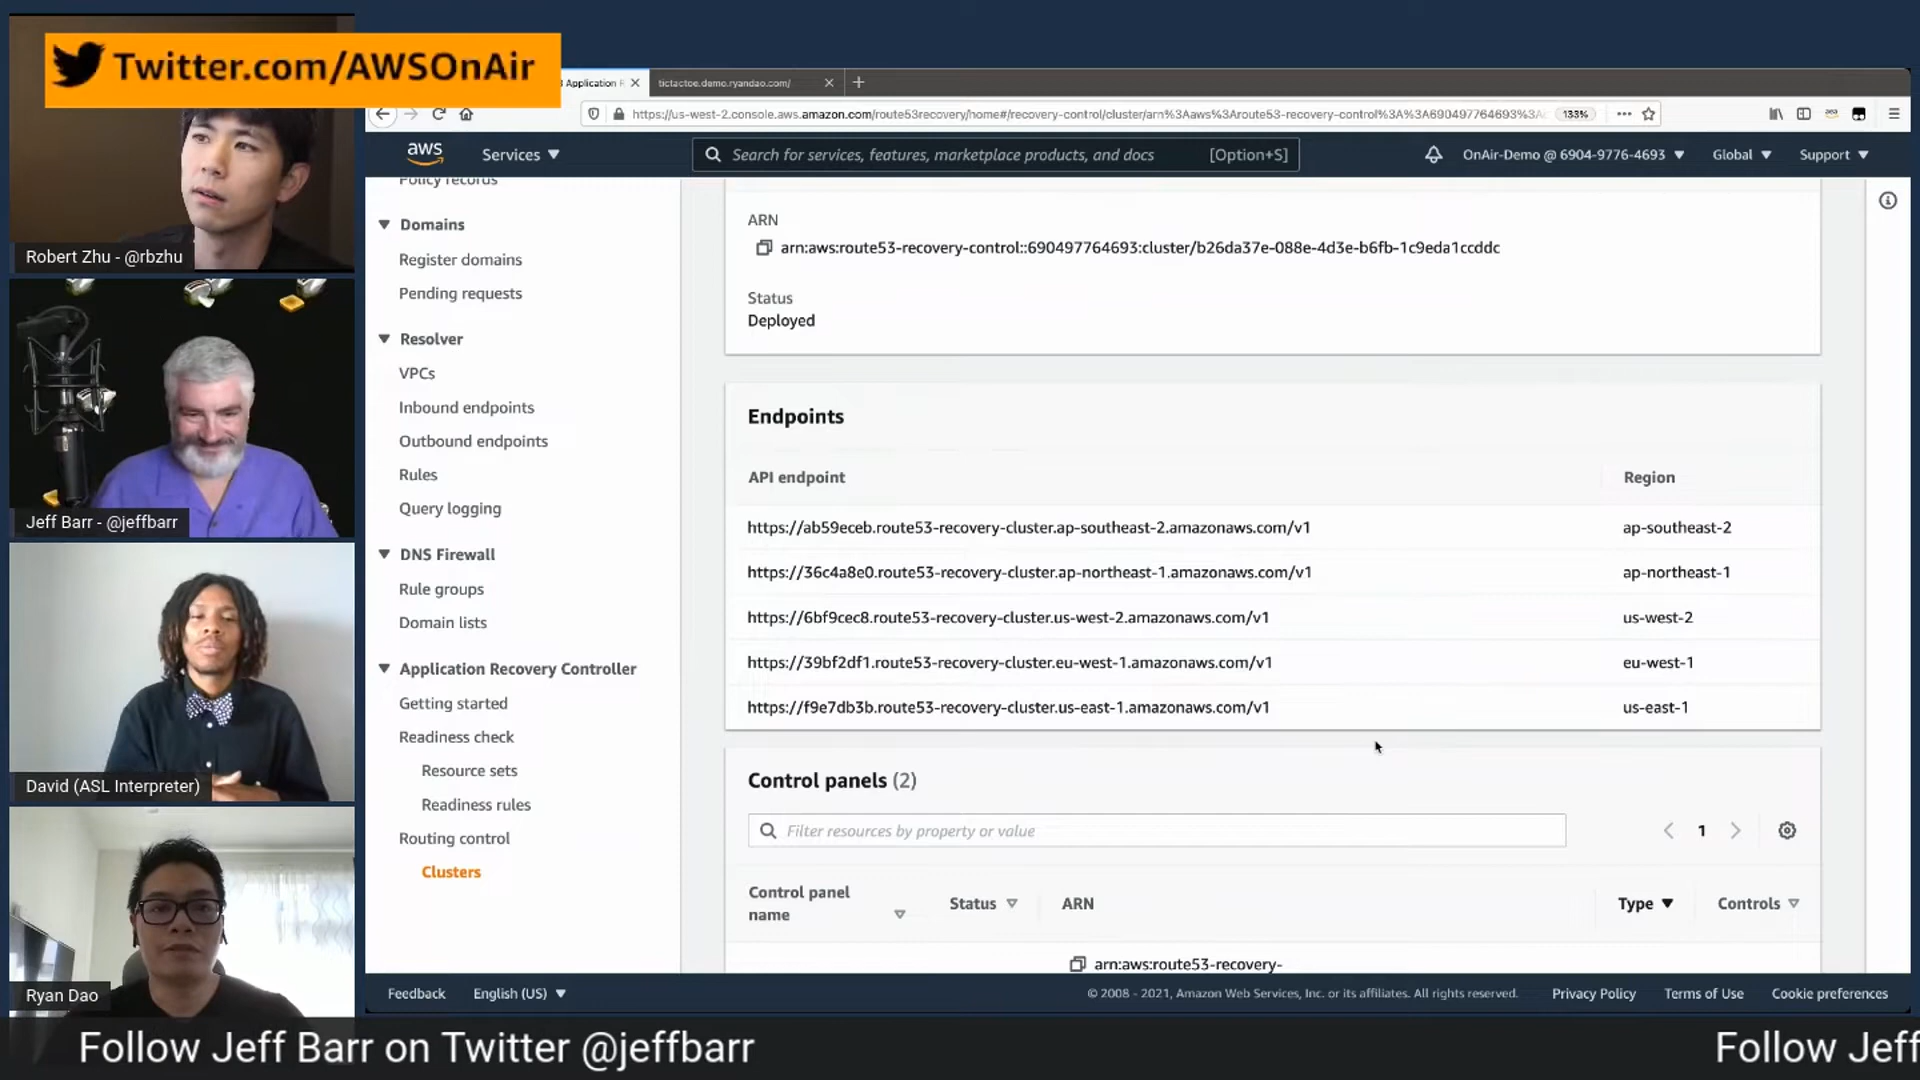 Twitter.com/AWSOnAir
Robert Zhu - @rbzhu
Jeff Barr - @jeffbarr
David (ASL Interpreter)
Ryan Dao
Application R
tictactoe.demo.ryandao.com/
https://us-west-2.console.aws.amazon.com/route53recovery/home#/recovery-control/cluster/arn%3Aaws%3Aroute53-recovery-control%3A%3A690497764693%3A
133%
aws
Services
Search for services, features, marketplace products, and docs
[Option+S]
OnAir-Demo @ 6904-9776-4693
Global
Support
Policy records
Domains
Register domains
Pending requests
Resolver
VPCs
Inbound endpoints
Outbound endpoints
Rules
Query logging
DNS Firewall
Rule groups
Domain lists
Application Recovery Controller
Getting started
Readiness check
Resource sets
Readiness rules
Routing control
Clusters
ARN
arn:aws:route53-recovery-control::690497764693:cluster/b26da37e-088e-4d3e-b6fb-1c9eda1ccddc
Status
Deployed
Endpoints
API endpoint Region
https://ab59eceb.route53-recovery-cluster.ap-southeast-2.amazonaws.com/v1 ap-southeast-2
https://36c4a8e0.route53-recovery-cluster.ap-northeast-1.amazonaws.com/v1 ap-northeast-1
https://6bf9cec8.route53-recovery-cluster.us-west-2.amazonaws.com/v1 us-west-2
https://39bf2df1.route53-recovery-cluster.eu-west-1.amazonaws.com/v1 eu-west-1
https://f9e7db3b.route53-recovery-cluster.us-east-1.amazonaws.com/v1 us-east-1
Control panels (2)
Filter resources by property or value
1
Control panel
name
Status
ARN
Type
Controls
arn:aws:route53-recovery-
Feedback
English (US)
© 2008 - 2021, Amazon Web Services, Inc. or its affiliates. All rights reserved.
Privacy Policy
Terms of Use
Cookie preferences
Follow Jeff Barr on Twitter @jeffbarr
Follow Jeff